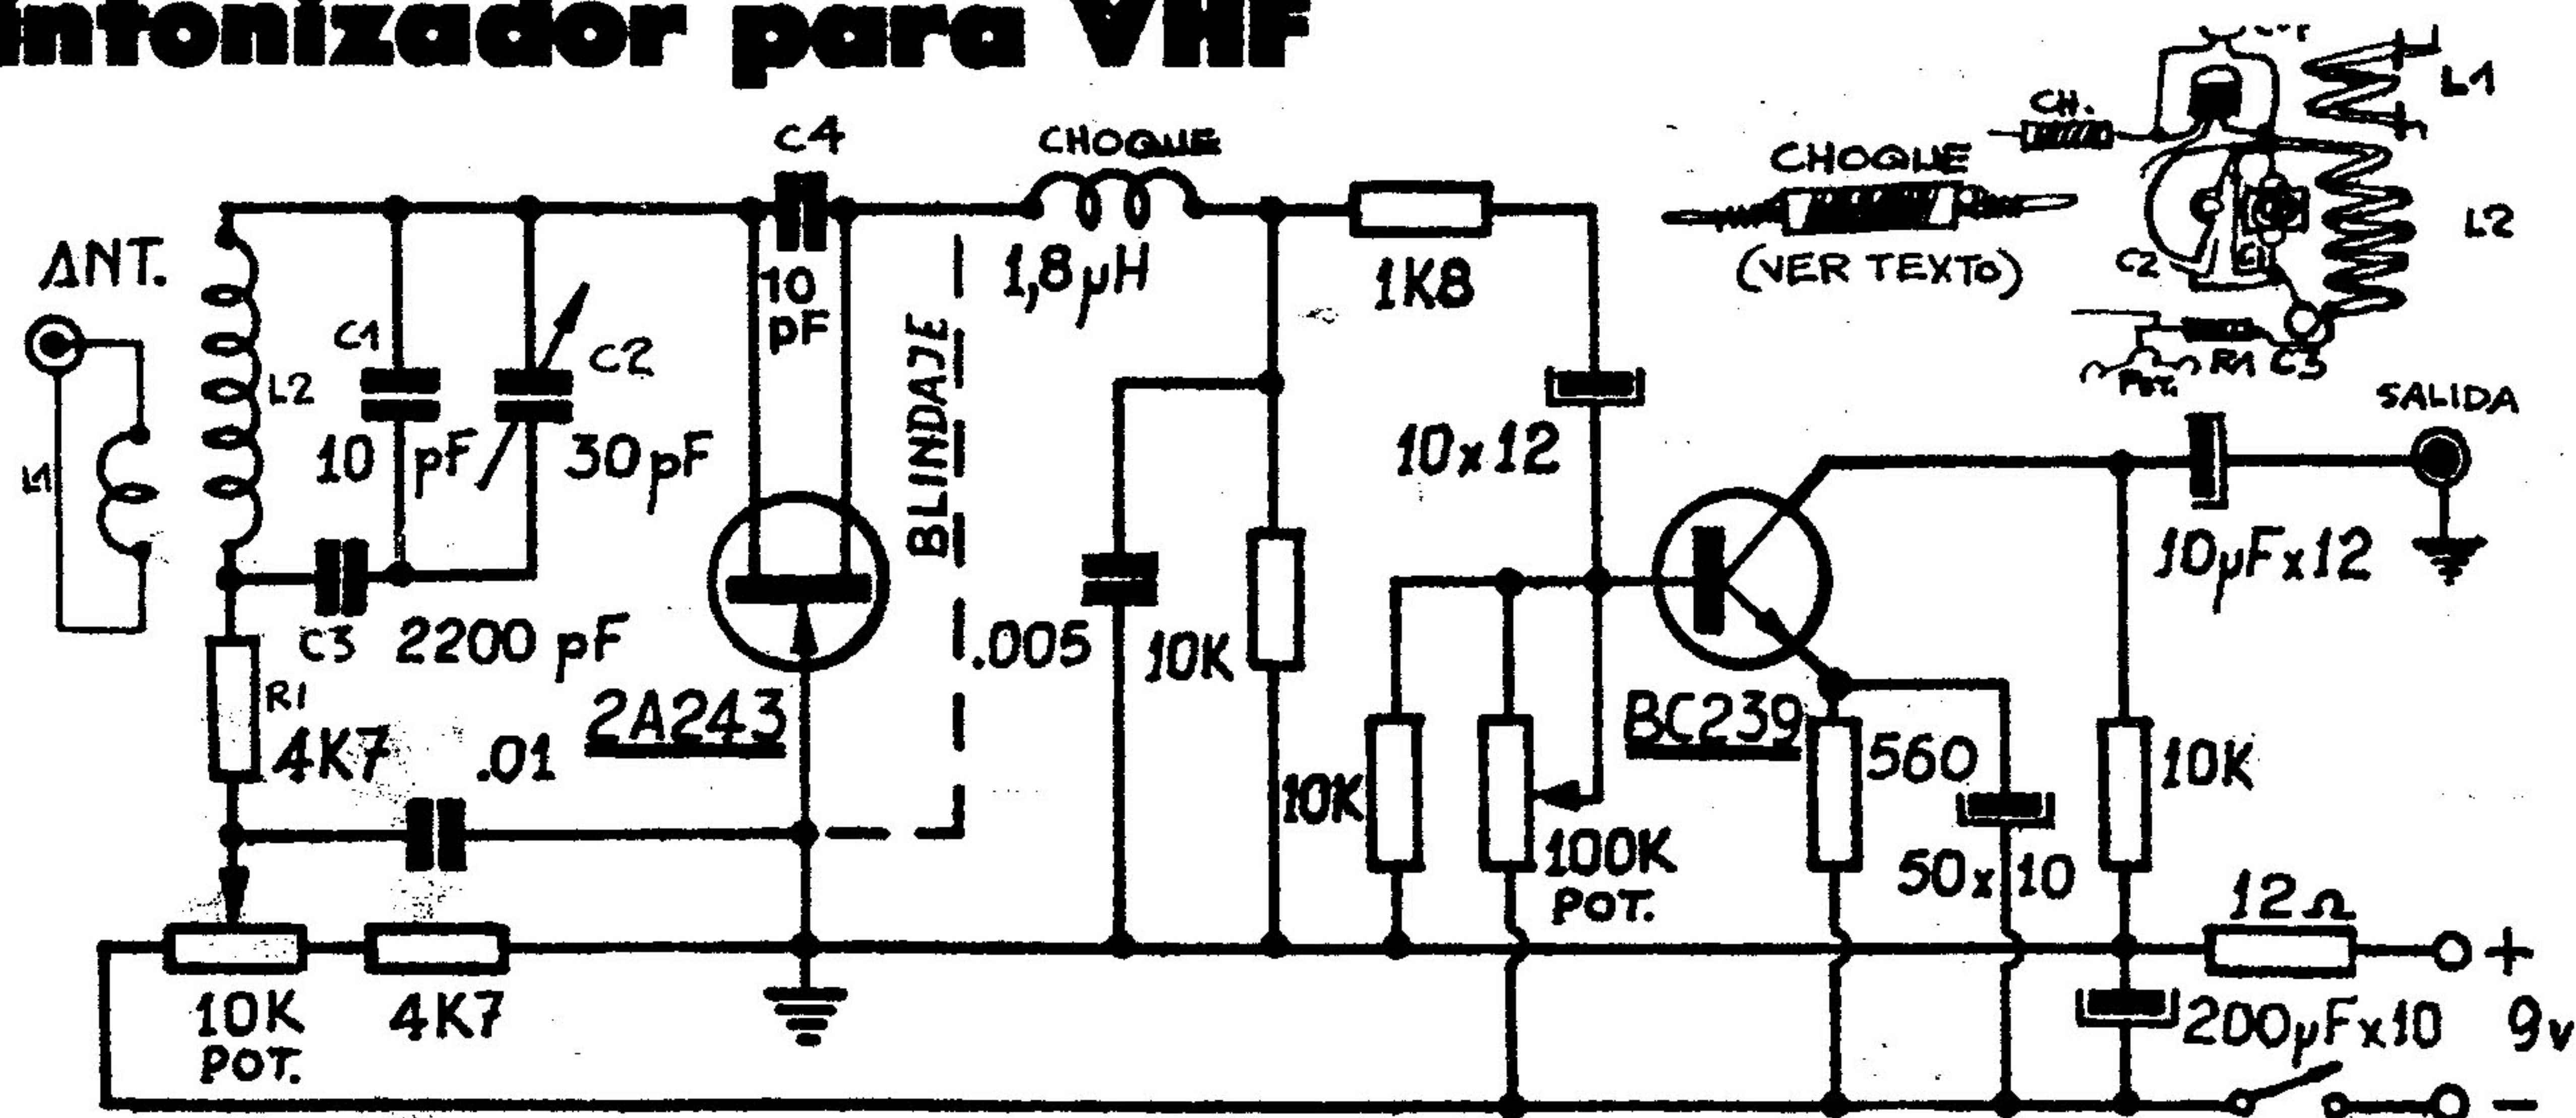 intonizador para VHF
C4
CHOQUE
CH.
L1
ANT.
10
pF
1,8µH
1K8
CHOQUE
(VER TEXTO)
C2
C1
L2
R1
C3
POT.
C1
C2
L2
L1
10 pF
30pF
BLINDAJE
10x12
SALIDA
C3
2200 pF
.005
10K
10µFx12
R1
4K7
.01
2A243
BC239
560
10K
10K
100K
POT.
50x10
12Ω
10K
POT.
4K7
200µFx10
+
9v
−